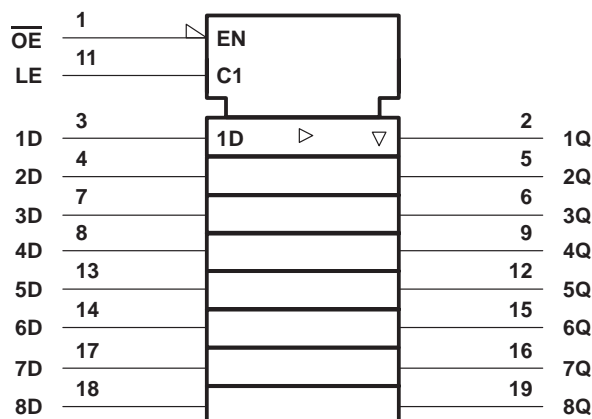 1
OE EN
11
LE C1
3 2
1D 1D 1Q
4 5
2D 2Q
7 6
3D 3Q
8 9
4D 4Q
13 12
5D 5Q
14 15
6D 6Q
17 16
7D 7Q
18 19
8D 8Q